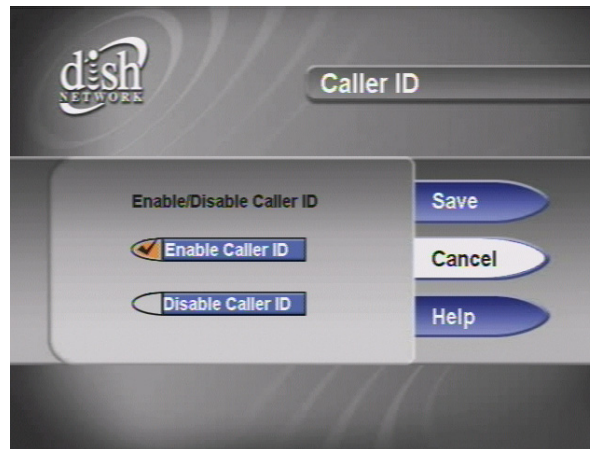 dish
NETWORK
Caller ID
Enable/Disable Caller ID
Enable Caller ID
Disable Caller ID
Save
Cancel
Help